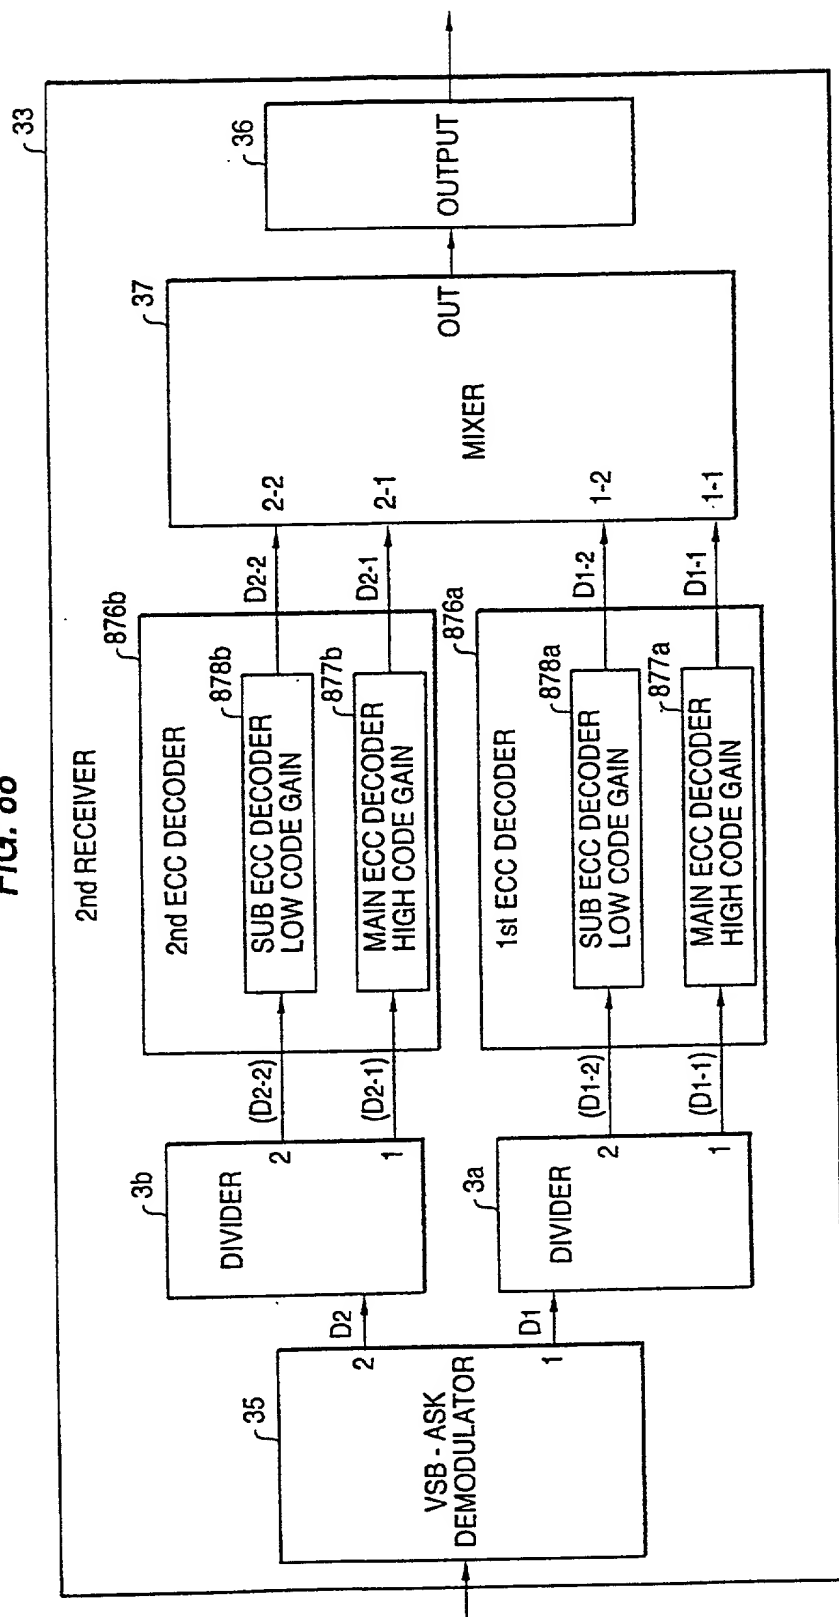 FIG. 88
33
2nd RECEIVER
35
VSB - ASK
DEMODULATOR
2
1
D2
D1
3b
DIVIDER
2
1
3a
DIVIDER
2
1
(D2-2)
(D2-1)
(D1-2)
(D1-1)
876b
2nd ECC DECODER
878b
SUB ECC DECODER
LOW CODE GAIN
877b
MAIN ECC DECODER
HIGH CODE GAIN
876a
1st ECC DECODER
878a
SUB ECC DECODER
LOW CODE GAIN
877a
MAIN ECC DECODER
HIGH CODE GAIN
D2-2
D2-1
D1-2
D1-1
37
2-2
2-1
1-2
1-1
MIXER
OUT
36
OUTPUT